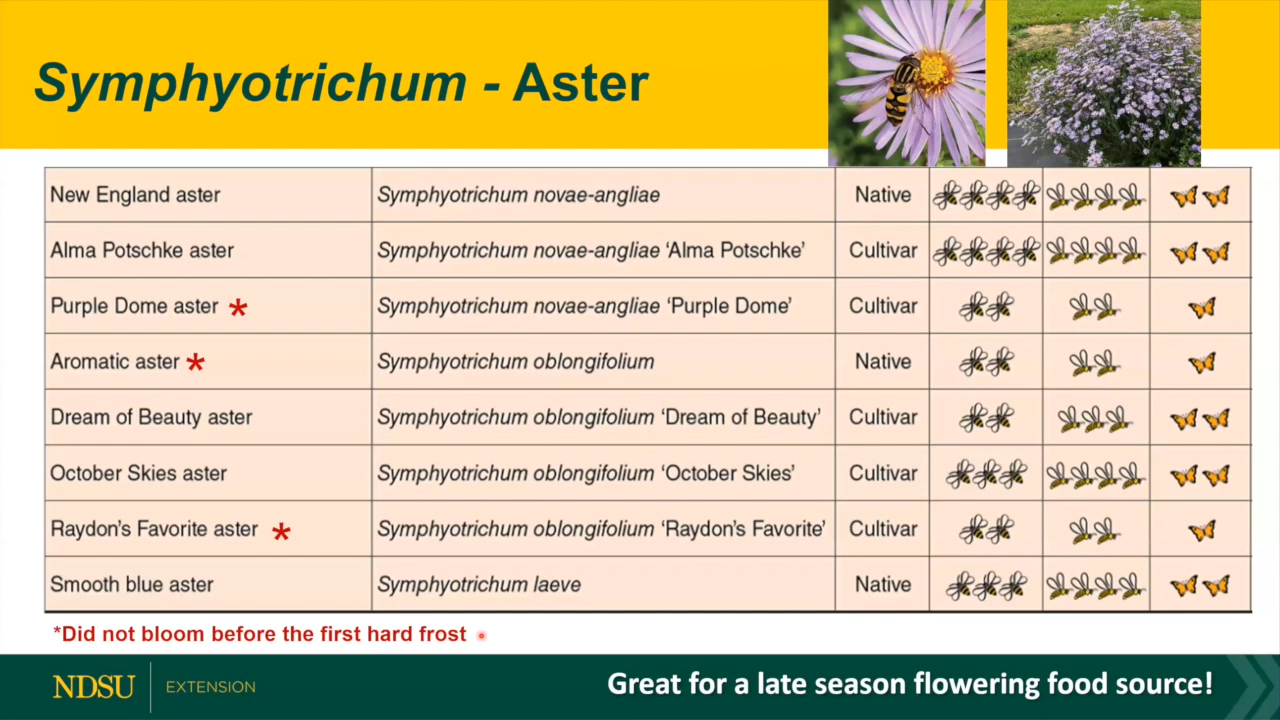 Symphyotrichum - Aster
New England aster Symphyotrichum novae-angliae Native
Alma Potschke aster Symphyotrichum novae-angliae ‘Alma Potschke’ Cultivar
Purple Dome aster * Symphyotrichum novae-angliae ‘Purple Dome’ Cultivar
Aromatic aster * Symphyotrichum oblongifolium Native
Dream of Beauty aster Symphyotrichum oblongifolium ‘Dream of Beauty’ Cultivar
October Skies aster Symphyotrichum oblongifolium ‘October Skies’ Cultivar
Raydon’s Favorite aster * Symphyotrichum oblongifolium ‘Raydon’s Favorite’ Cultivar
Smooth blue aster Symphyotrichum laeve Native
*Did not bloom before the first hard frost
NDSU EXTENSION Great for a late season flowering food source!